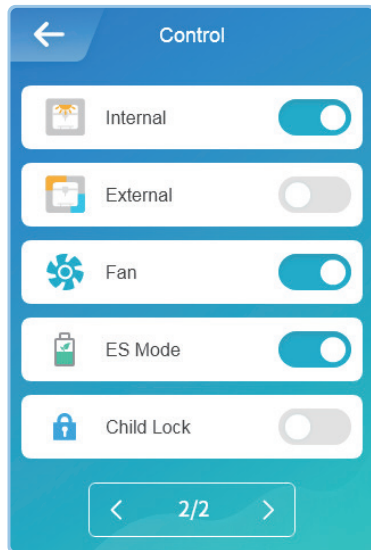 Control
Internal
External
Fan
ES Mode
Child Lock
2/2